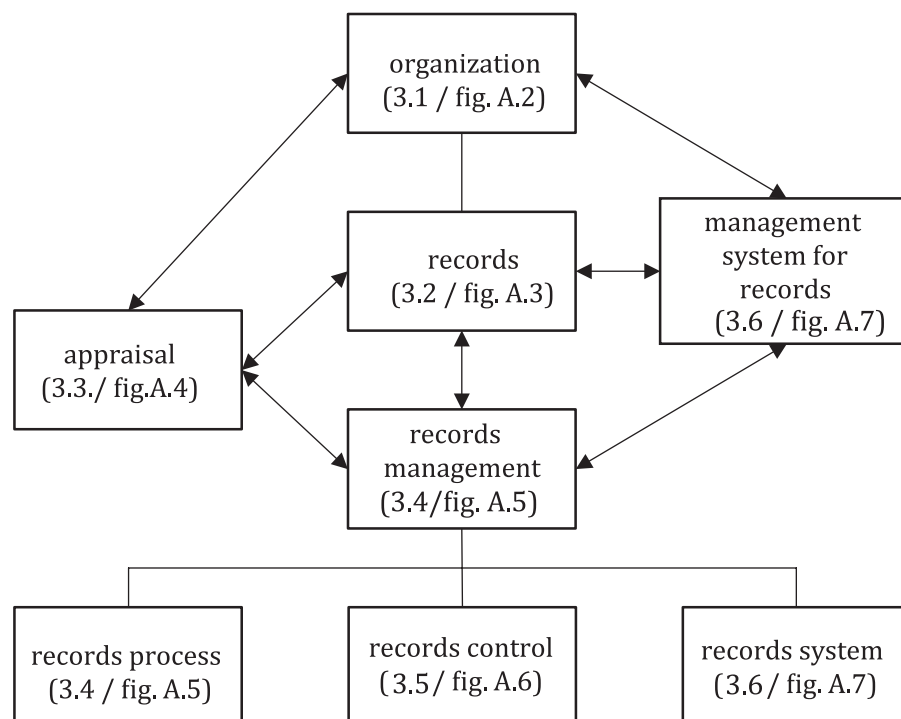 organization
(3.1 / fig. A.2)
records
(3.2 / fig. A.3)
management
system for
records
(3.6 / fig. A.7)
appraisal
(3.3./ fig.A.4)
records
management
(3.4/fig. A.5)
records process
(3.4 / fig. A.5)
records control
(3.5/ fig. A.6)
records system
(3.6/ fig. A.7)